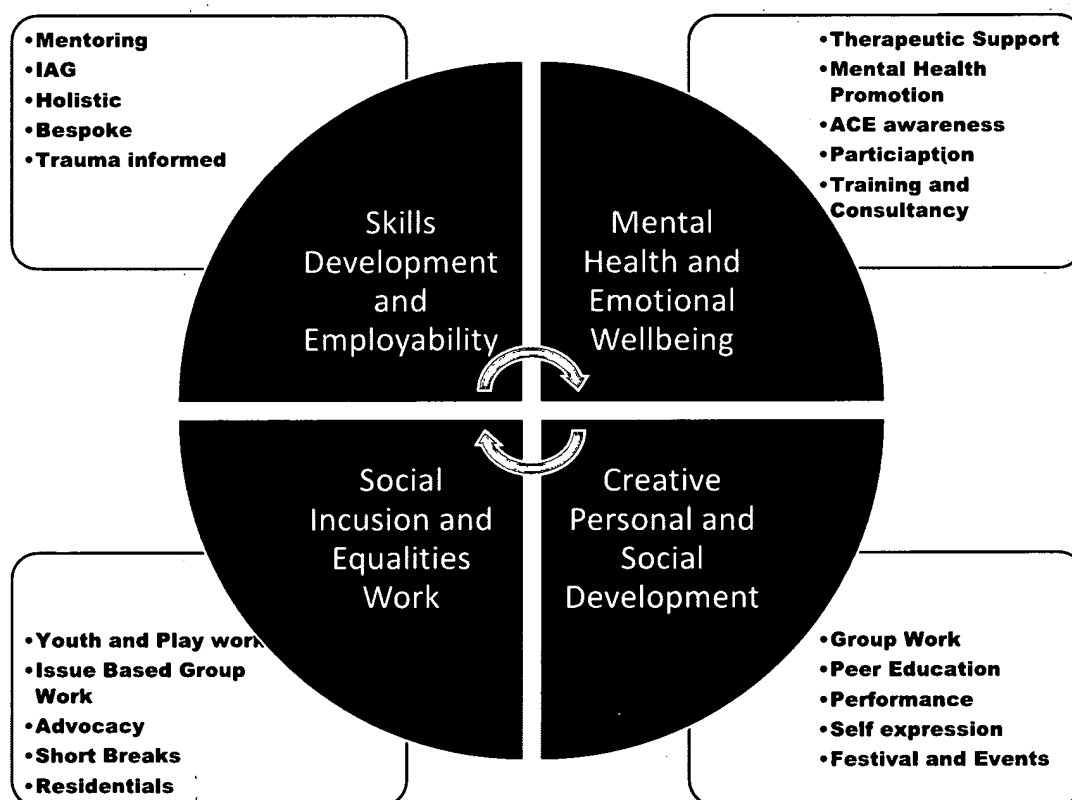 •Mentoring
•IAG
•Holistic
•Bespoke
•Trauma informed
•Therapeutic Support
•Mental Health
Promotion
•ACE awareness
•Particiaption
•Training and
Consultancy
Skills
Development
and
Employability
Mental
Health and
Emotional
Wellbeing
Social
Incusion and
Equalities
Work
Creative
Personal and
Social
Development
•Youth and Play work
•Issue Based Group
Work
•Advocacy
•Short Breaks
•Residentials
•Group Work
•Peer Education
•Performance
•Self expression
•Festival and Events